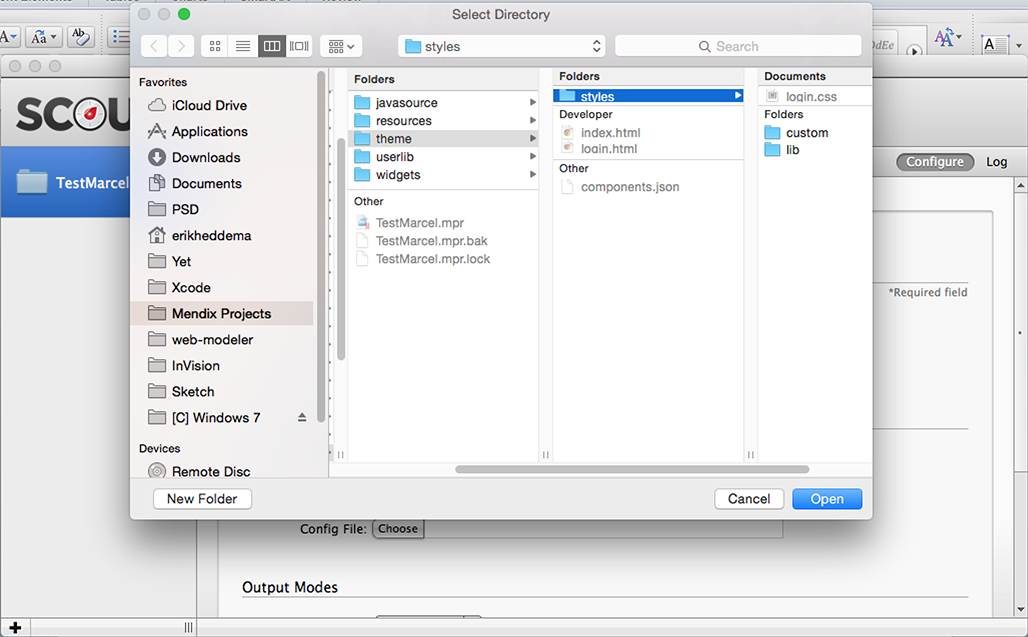 Select Directory
styles
Search
Favorites
iCloud Drive
Applications
Downloads
Documents
PSD
erikheddema
Yet
Xcode
Mendix Projects
web-modeler
InVision
Sketch
[C] Windows 7
Devices
Remote Disc
Folders
javasource
resources
theme
userlib
widgets
Other
TestMarcel.mpr
TestMarcel.mpr.bak
TestMarcel.mpr.lock
Folders
styles
Developer
index.html
login.html
Other
components.json
Documents
login.css
Folders
custom
lib
New Folder
Cancel
Open
SCOU
TestMarcel
Configure
Log
*Required field
Config File:
Choose
Output Modes